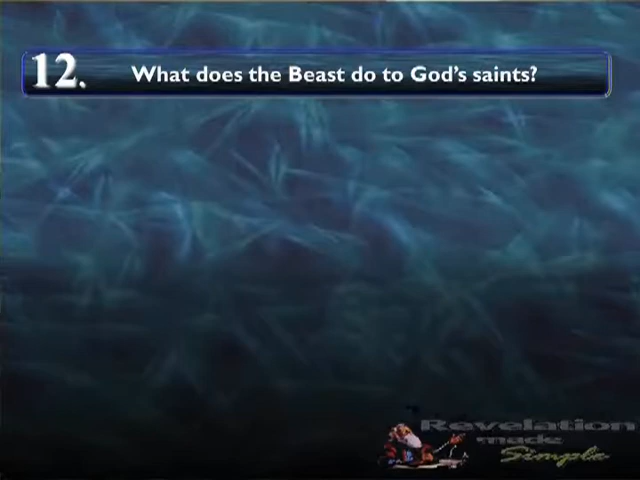 12. What does the Beast do to God's saints?
Revelation
made
Simple